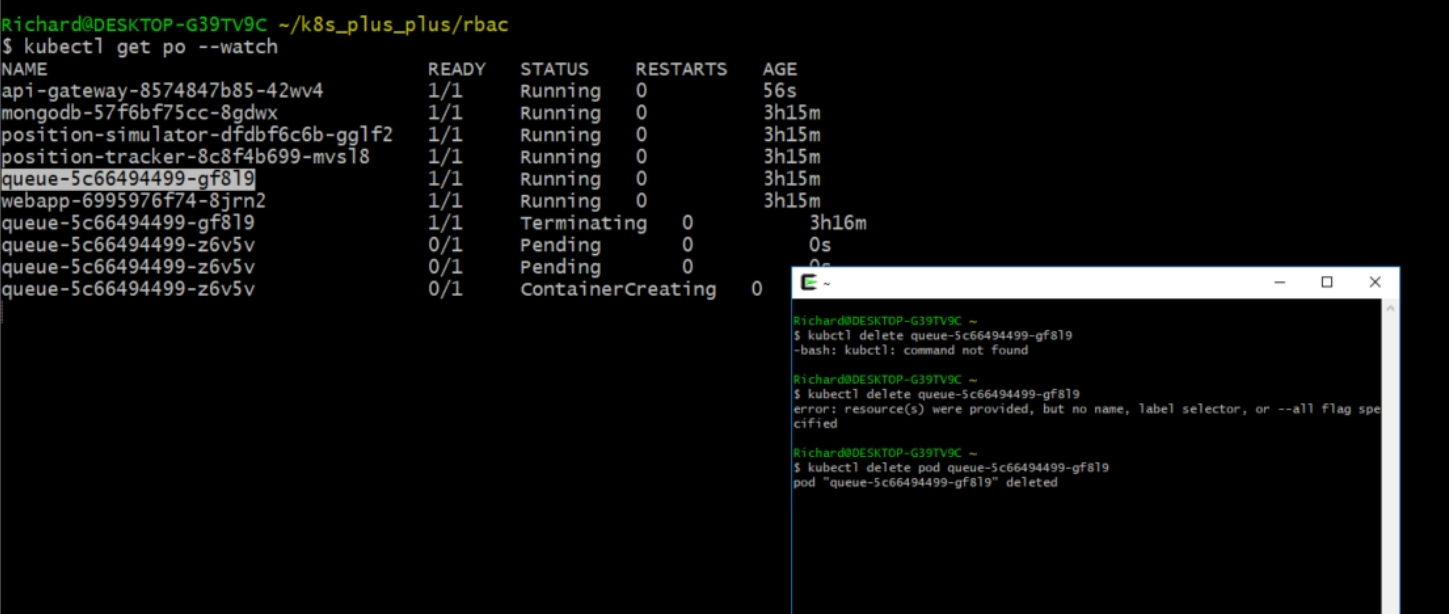 Richard@DESKTOP-G39TV9C ~/k8s_plus_plus/rbac
$ kubectl get po --watch
NAME READY STATUS RESTARTS AGE
api-gateway-8574847b85-42wv4 1/1 Running 0 56s
mongodb-57f6bf75cc-8gdwx 1/1 Running 0 3h15m
position-simulator-dfdbf6c6b-gglf2 1/1 Running 0 3h15m
position-tracker-8c8f4b699-mvsl8 1/1 Running 0 3h15m
queue-5c66494499-gf8l9 1/1 Running 0 3h15m
webapp-6995976f74-8jrn2 1/1 Running 0 3h15m
queue-5c66494499-gf8l9 1/1 Terminating 0 3h16m
queue-5c66494499-z6v5v 0/1 Pending 0 0s
queue-5c66494499-z6v5v 0/1 Pending 0 0s
queue-5c66494499-z6v5v 0/1 ContainerCreating 0
~
Richard@DESKTOP-G39TV9C ~
$ kubctl delete queue-5c66494499-gf8l9
-bash: kubctl: command not found
Richard@DESKTOP-G39TV9C ~
$ kubectl delete queue-5c66494499-gf8l9
error: resource(s) were provided, but no name, label selector, or --all flag spe
cified
Richard@DESKTOP-G39TV9C ~
$ kubectl delete pod queue-5c66494499-gf8l9
pod "queue-5c66494499-gf8l9" deleted